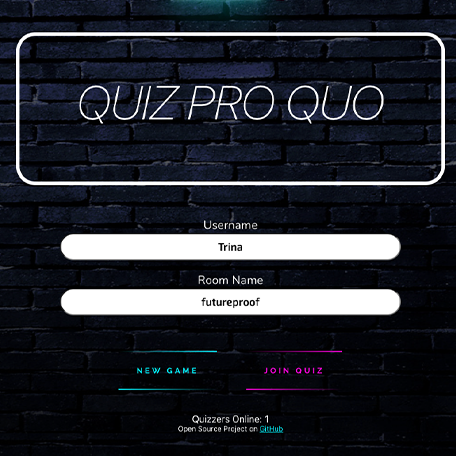 QUIZ PRO QUO
Username
Trina
Room Name
futureproof
NEW GAME
JOIN QUIZ
Quizzers Online: 1
Open Source Project on GitHub